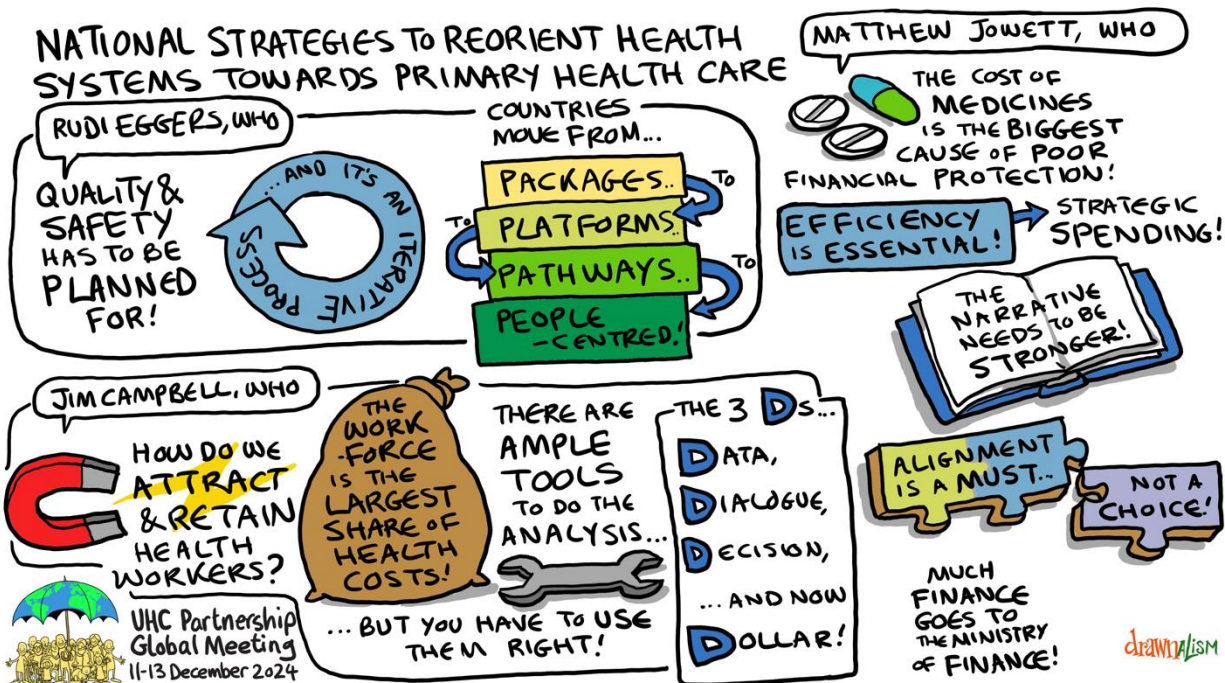 NATIONAL STRATEGIES TO REORIENT HEALTH
SYSTEMS TOWARDS PRIMARY HEALTH CARE
RUDI EGGERS, WHO
QUALITY &
SAFETY
HAS TO BE
PLANNED
FOR!
...AND IT'S AN ITERATIVE PROCESS
COUNTRIES
MOVE FROM...
PACKAGES..
TO
PLATFORMS..
TO
PATHWAYS..
TO
PEOPLE
-CENTRED!
MATTHEW JOWETT, WHO
THE COST OF
MEDICINES
IS THE BIGGEST
CAUSE OF POOR
FINANCIAL PROTECTION!
EFFICIENCY
IS ESSENTIAL!
STRATEGIC
SPENDING!
THE
NARRATIVE
NEEDS TO BE
STRONGER!
ALIGNMENT
IS A MUST...
NOT A
CHOICE!
MUCH
FINANCE
GOES TO
THE MINISTRY
OF FINANCE!
JIM CAMPBELL, WHO
HOW DO WE
ATTRACT
& RETAIN
HEALTH
WORKERS?
THE
WORK
-FORCE
IS THE
LARGEST
SHARE OF
HEALTH
COSTS!
THERE ARE
AMPLE
TOOLS
TO DO THE
ANALYSIS...
... BUT YOU HAVE TO USE
THEM RIGHT!
THE 3 Ds...
DATA,
DIALOGUE,
DECISION,
...AND NOW
DOLLAR!
UHC Partnership
Global Meeting
11-13 December 2024
drawnalism